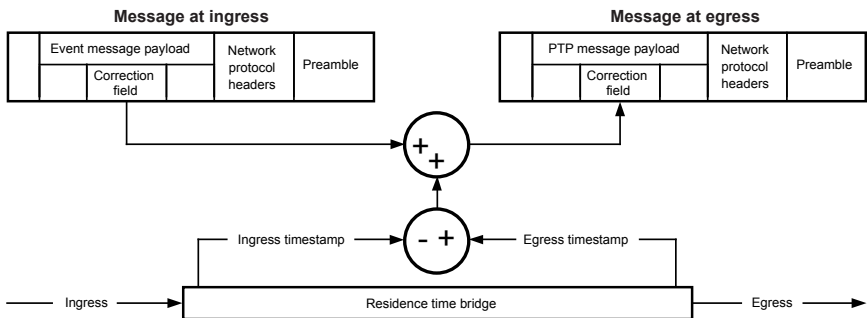 Message at ingress
Message at egress
Event message payload
Correction
field
Network
protocol
headers
Preamble
PTP message payload
Correction
field
Network
protocol
headers
Preamble
+
+
- +
Ingress timestamp
Egress timestamp
Ingress
Residence time bridge
Egress